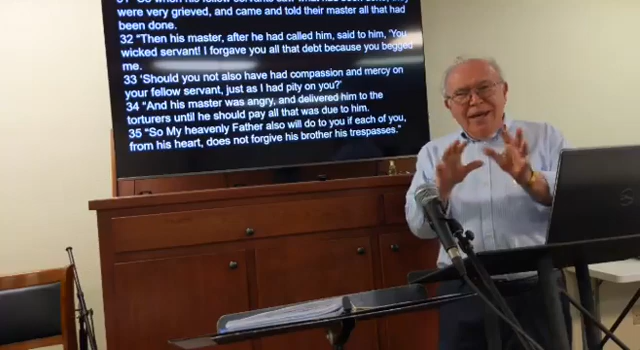 were very grieved, and came and told their master all that had
been done.
32 "Then his master, after he had called him, said to him, 'You
wicked servant! I forgave you all that debt because you begged
me.
33 'Should you not also have had compassion and mercy on
your fellow servant, just as I had pity on you?'
34 "And his master was angry, and delivered him to the
torturers until he should pay all that was due to him.
35 "So My heavenly Father also will do to you if each of you,
from his heart, does not forgive his brother his trespasses."